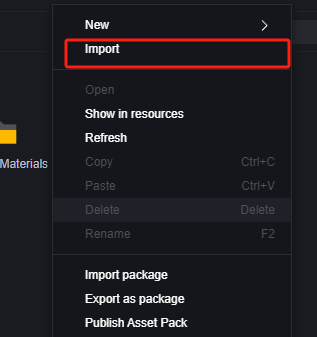 New
Import
Open
Show in resources
Refresh
Materials
Copy Ctrl+C
Paste Ctrl+V
Delete Delete
Rename F2
Import package
Export as package
Publish Asset Pack